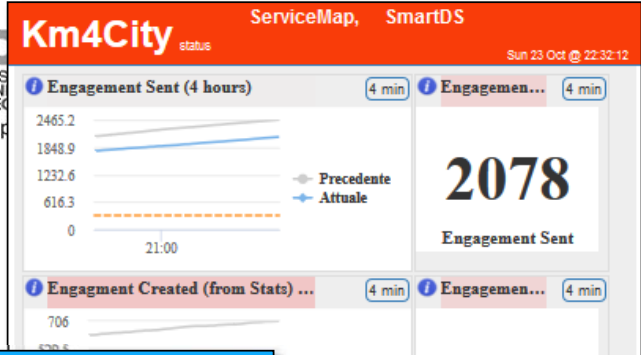 ServiceMap, SmartDS
Km4City status
Sun 23 Oct @ 22:32:12
i Engagement Sent (4 hours) 4 min
i Engagemen... 4 min
2465.2
1848.9
1232.6
616.3
0
21:00
Precedente
Attuale
2078
Engagement Sent
i Engagment Created (from Stats) ... 4 min
i Engagemen... 4 min
706